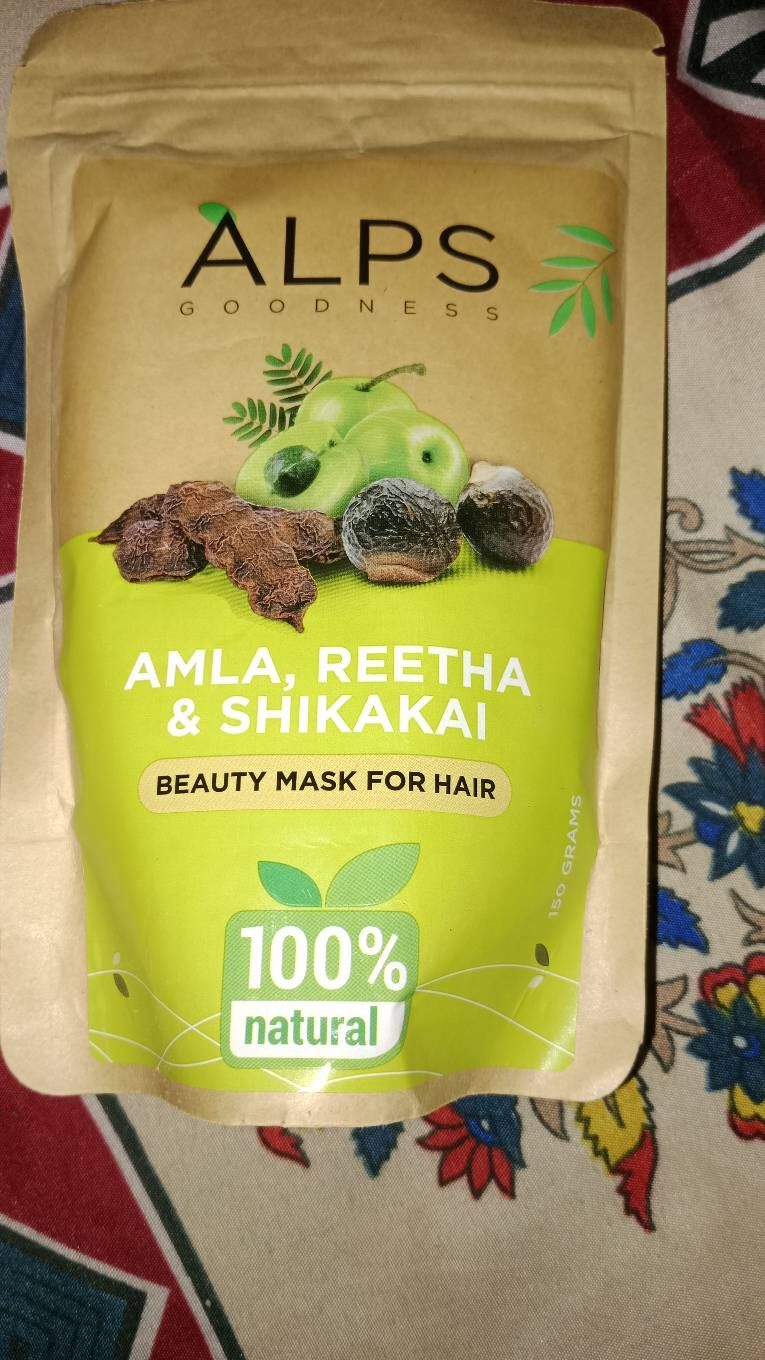 ALPS
GOODNESS
AMLA, REETHA
& SHIKAKAI
BEAUTY MASK FOR HAIR
150 GRAMS
100%
natural